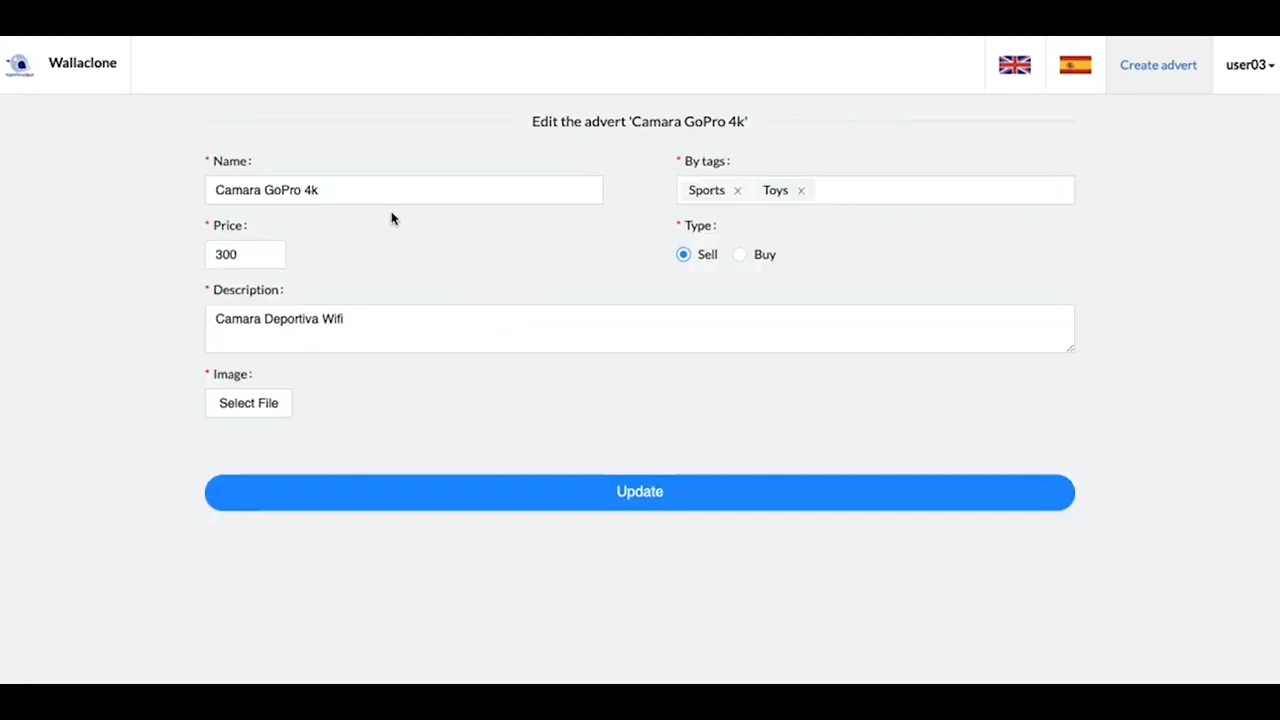 Wallaclone
Create advert
user03
Edit the advert 'Camara GoPro 4k'
* Name:
Camara GoPro 4k
* By tags:
Sports x Toys x
* Price:
300
* Type:
Sell Buy
* Description:
Camara Deportiva Wifi
* Image:
Select File
Update